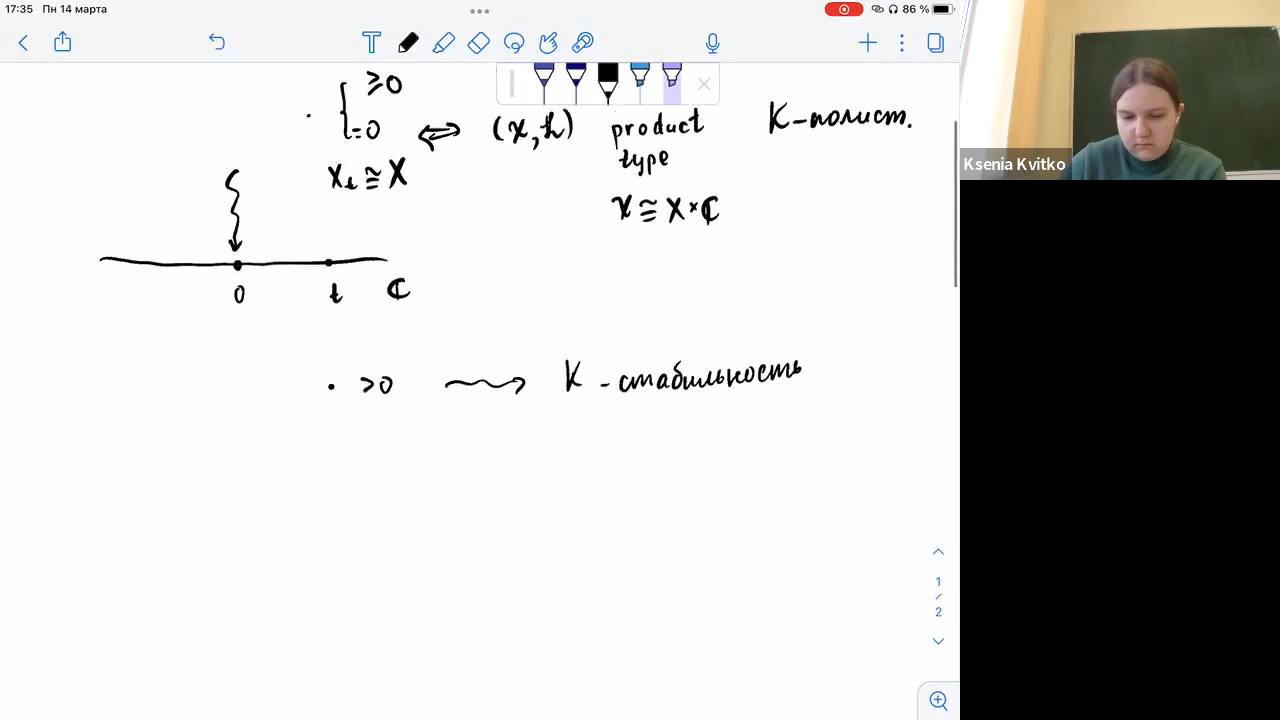 17:35 Пн 14 марта
86 %
≥0
=0 ⟺ (𝒳, ℒ) product type
K-полист.
X_t ≅ X
𝒳 ≅ X × ℂ
0 t ℂ
· >0 ⇝ K-стабильность
1
/
2
Ksenia Kvitko